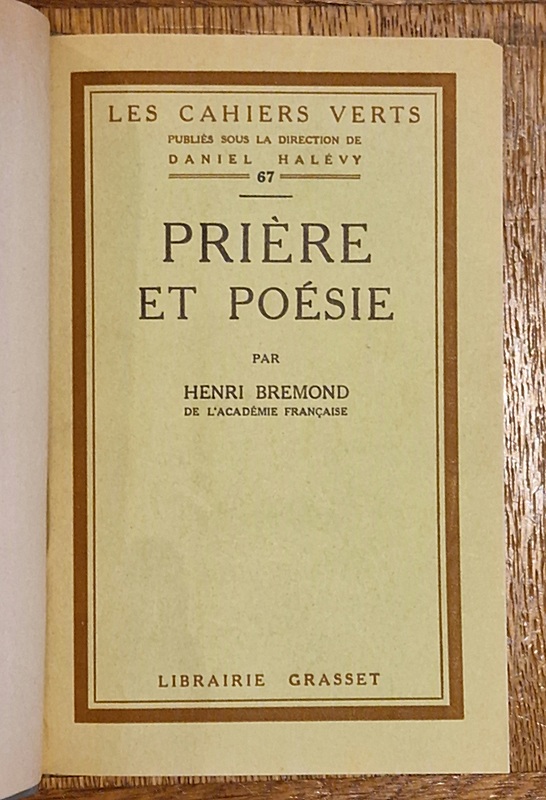 LES CAHIERS VERTS
PUBLIÉS SOUS LA DIRECTION DE
DANIEL HALÉVY
67
PRIÈRE
ET POÉSIE
PAR
HENRI BREMOND
DE L'ACADÉMIE FRANÇAISE
LIBRAIRIE GRASSET